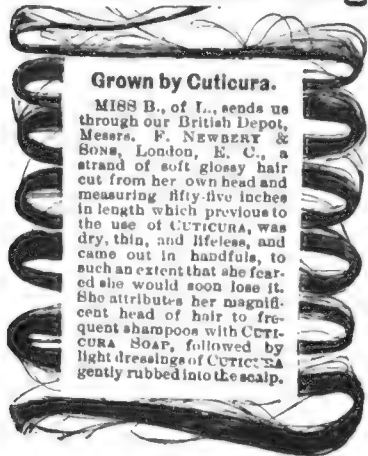 Grown by Cuticura.
MISS B., of L., sends us
through our British Depot,
Messrs. F. NEWBERY &
SONS, London, E. C., a
strand of soft glossy hair
cut from her own head and
measuring fifty-five inches
in length which previous to
the use of CUTICURA, was
dry, thin, and lifeless, and
came out in handfuls, to
such an extent that she fear-
ed she would soon lose it.
She attributes her magnifi-
cent head of hair to fre-
quent shampoos with CUTI-
CURA SOAP, followed by
light dressings of CUTICURA
gently rubbed into the scalp.